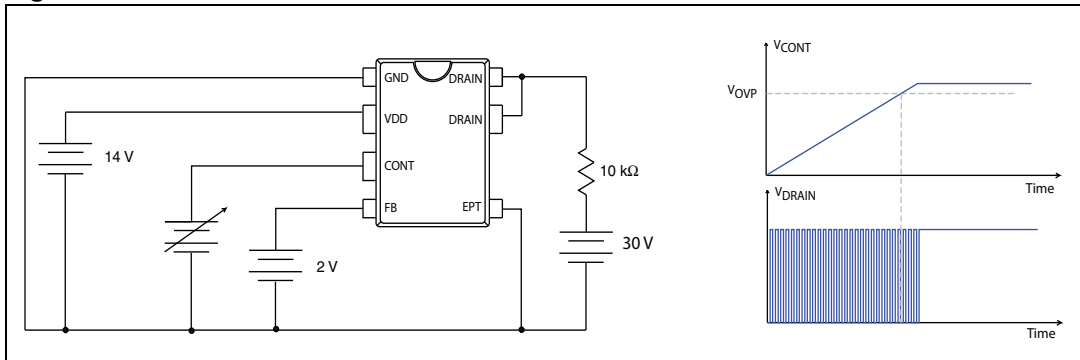 GND
DRAIN
VDD
DRAIN
CONT
FB
EPT
14 V
2 V
10 kΩ
30 V
VCONT
VOVP
Time
VDRAIN
Time